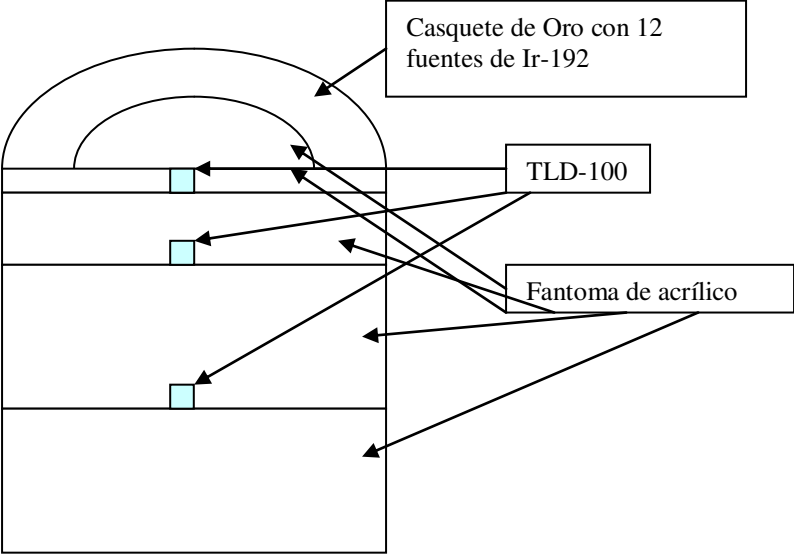 Casquete de Oro con 12
fuentes de Ir-192
TLD-100
Fantoma de acrílico